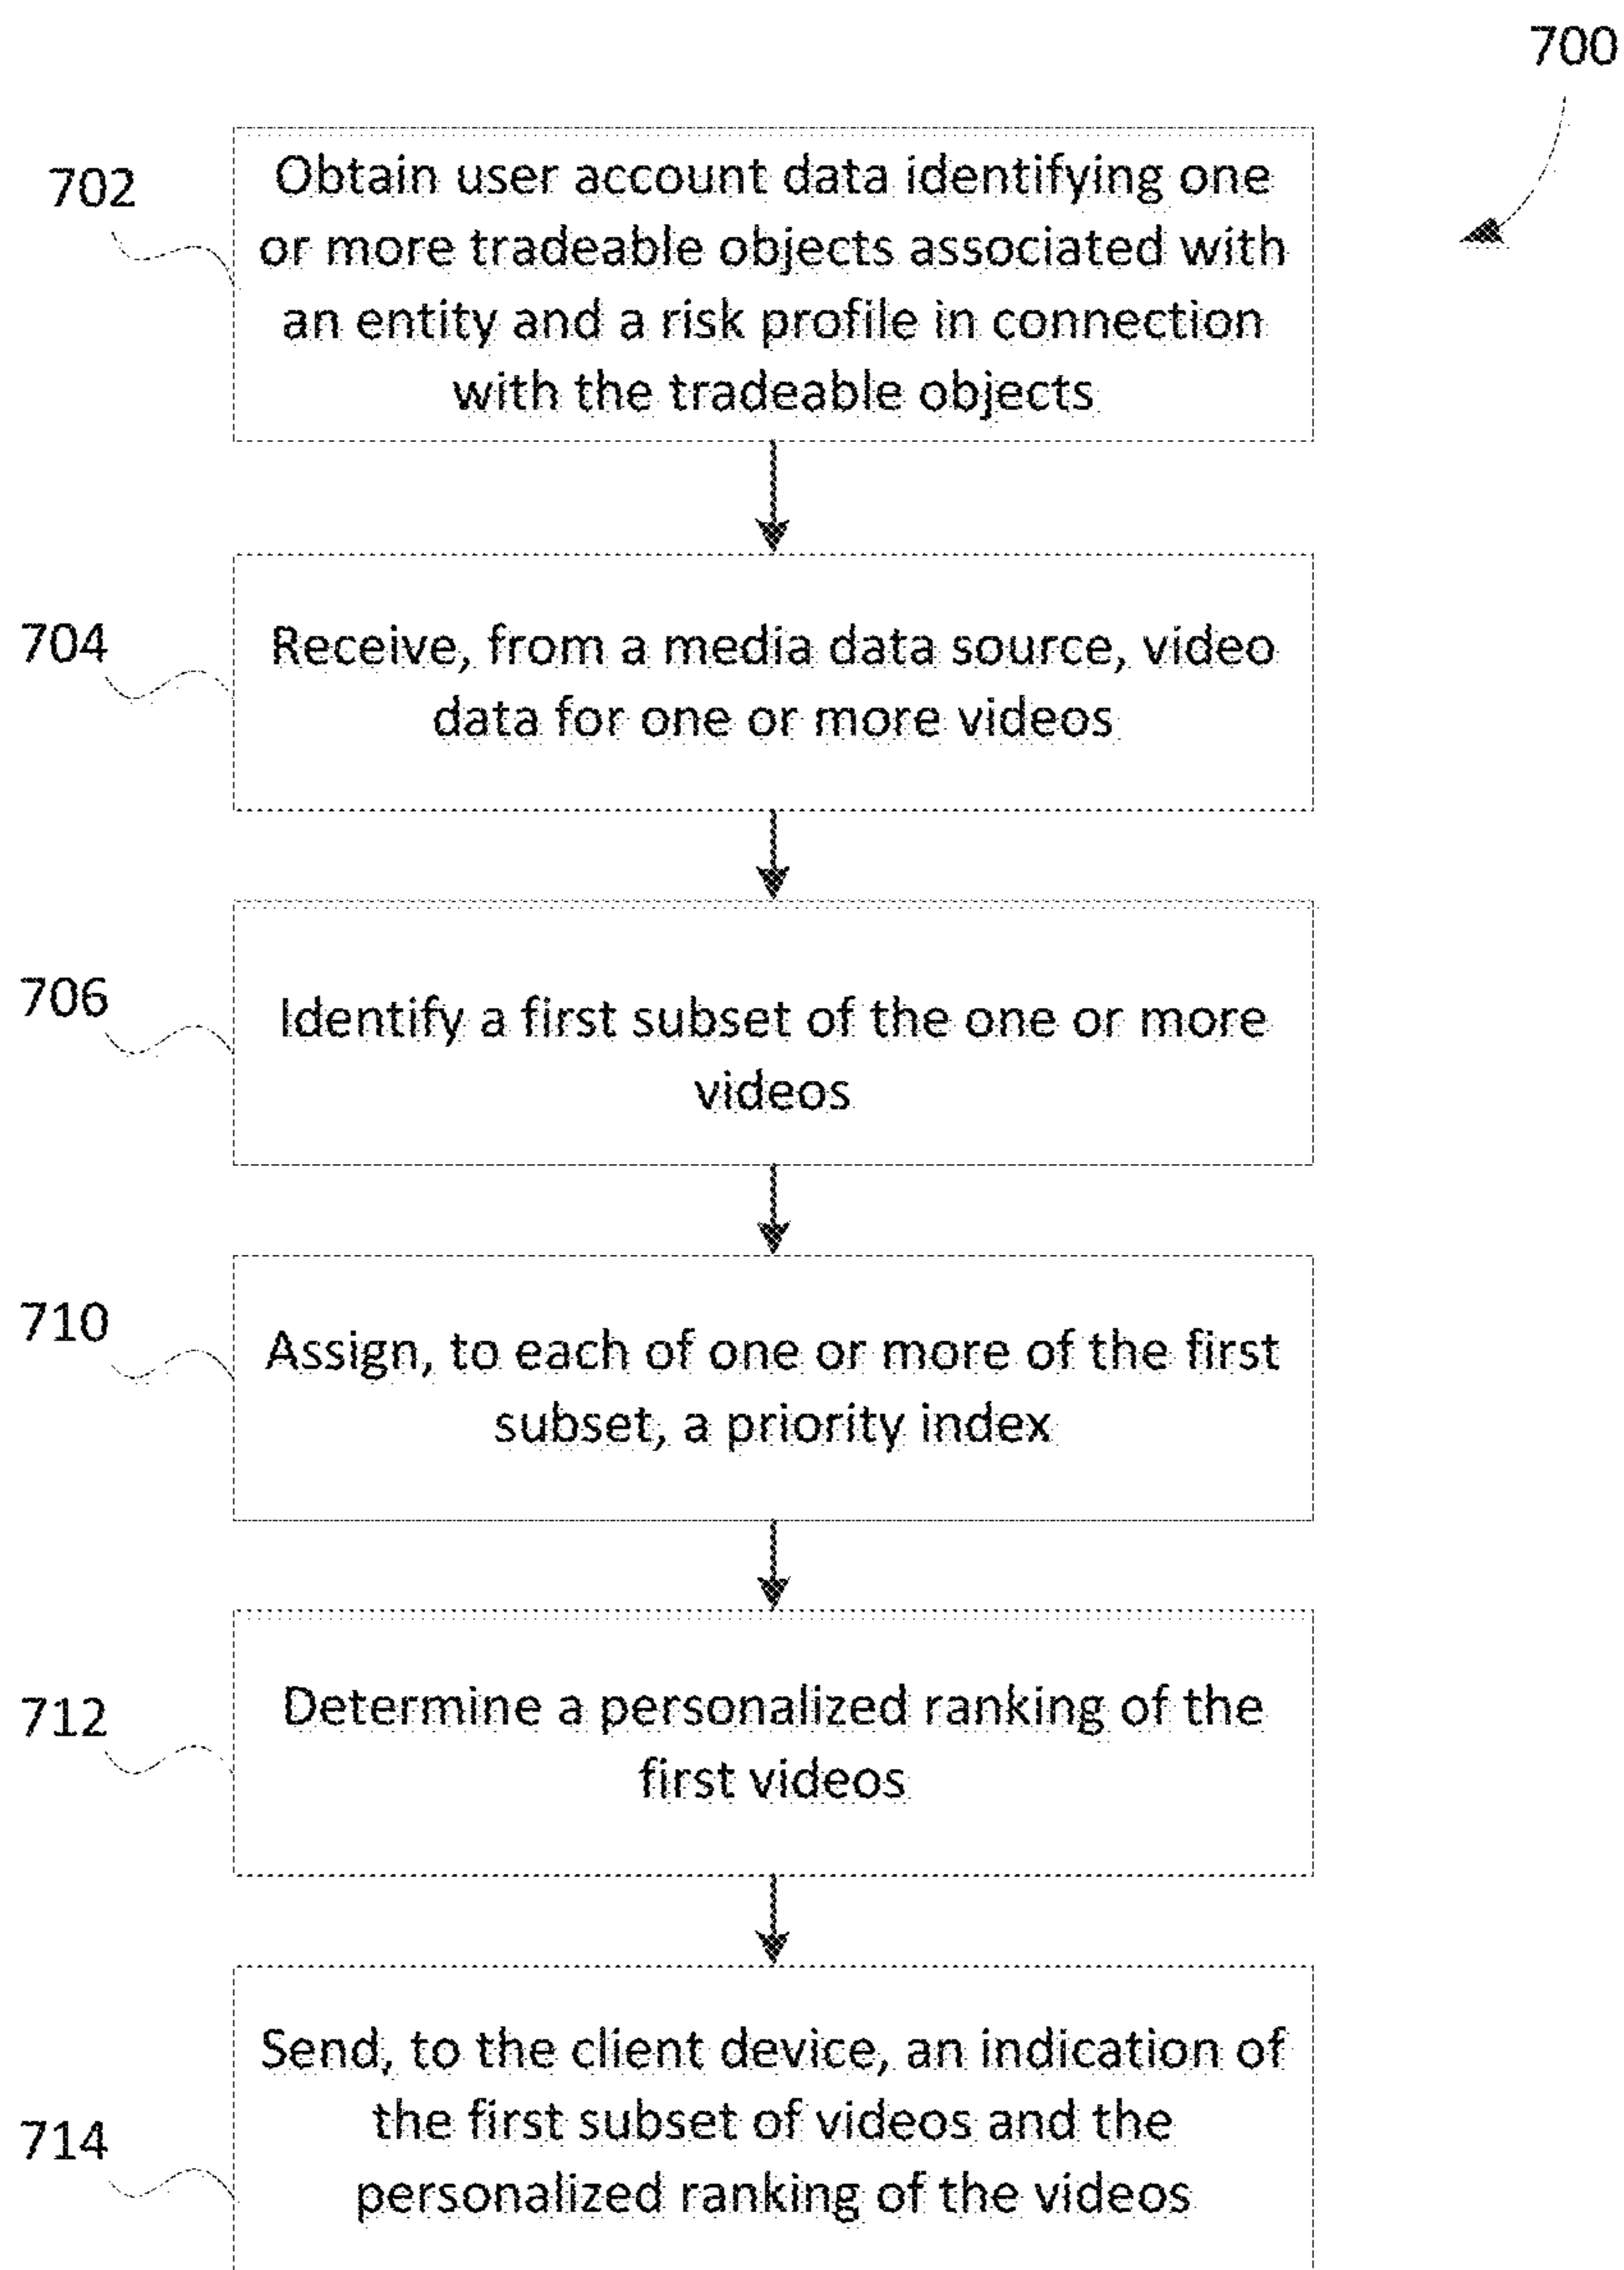 700
702
Obtain user account data identifying one
or more tradeable objects associated with
an entity and a risk profile in connection
with the tradeable objects
704
Receive, from a media data source, video
data for one or more videos
706
Identify a first subset of the one or more
videos
710
Assign, to each of one or more of the first
subset, a priority index
712
Determine a personalized ranking of the
first videos
714
Send, to the client device, an indication of
the first subset of videos and the
personalized ranking of the videos